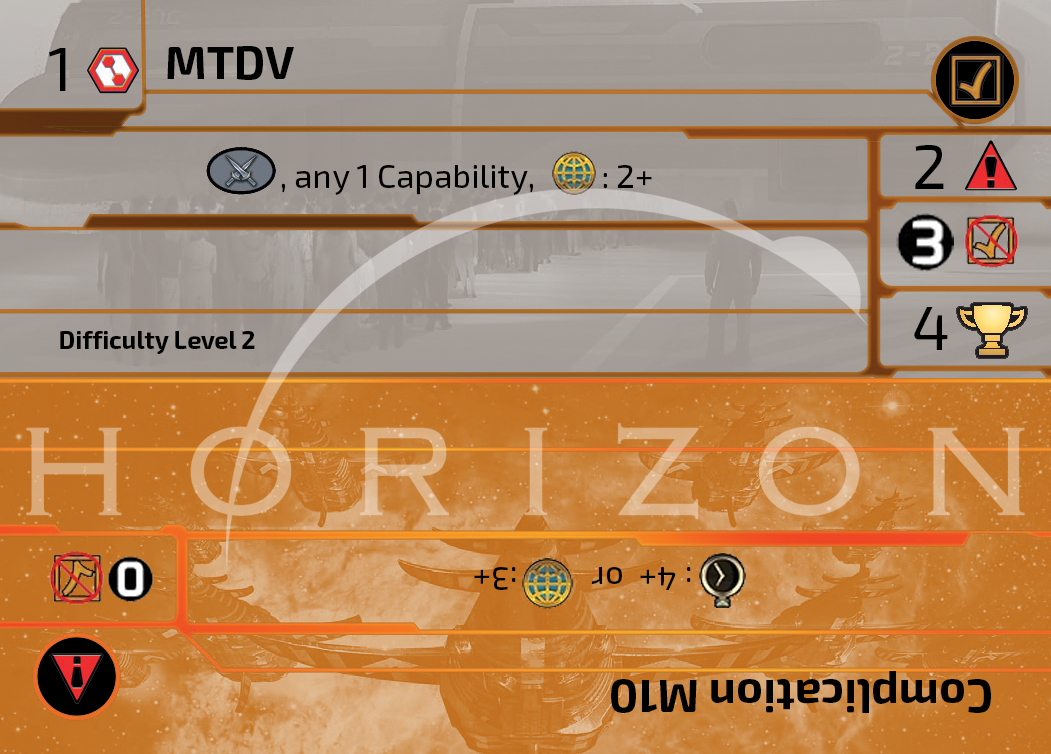 1 MTDV
, any 1 Capability, : 2+
2
3
4
Difficulty Level 2
HORIZON
Complication M10
: 4+ or : 3+
0